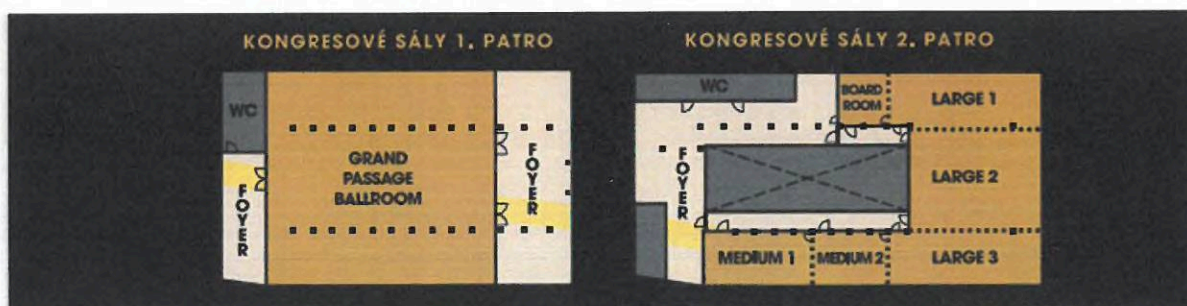 KONGRESOVÉ SÁLY 1. PATRO
WC
FOYER
GRAND
PASSAGE
BALLROOM
FOYER
KONGRESOVÉ SÁLY 2. PATRO
WC
BOARD
ROOM
LARGE 1
FOYER
LARGE 2
MEDIUM 1
MEDIUM 2
LARGE 3